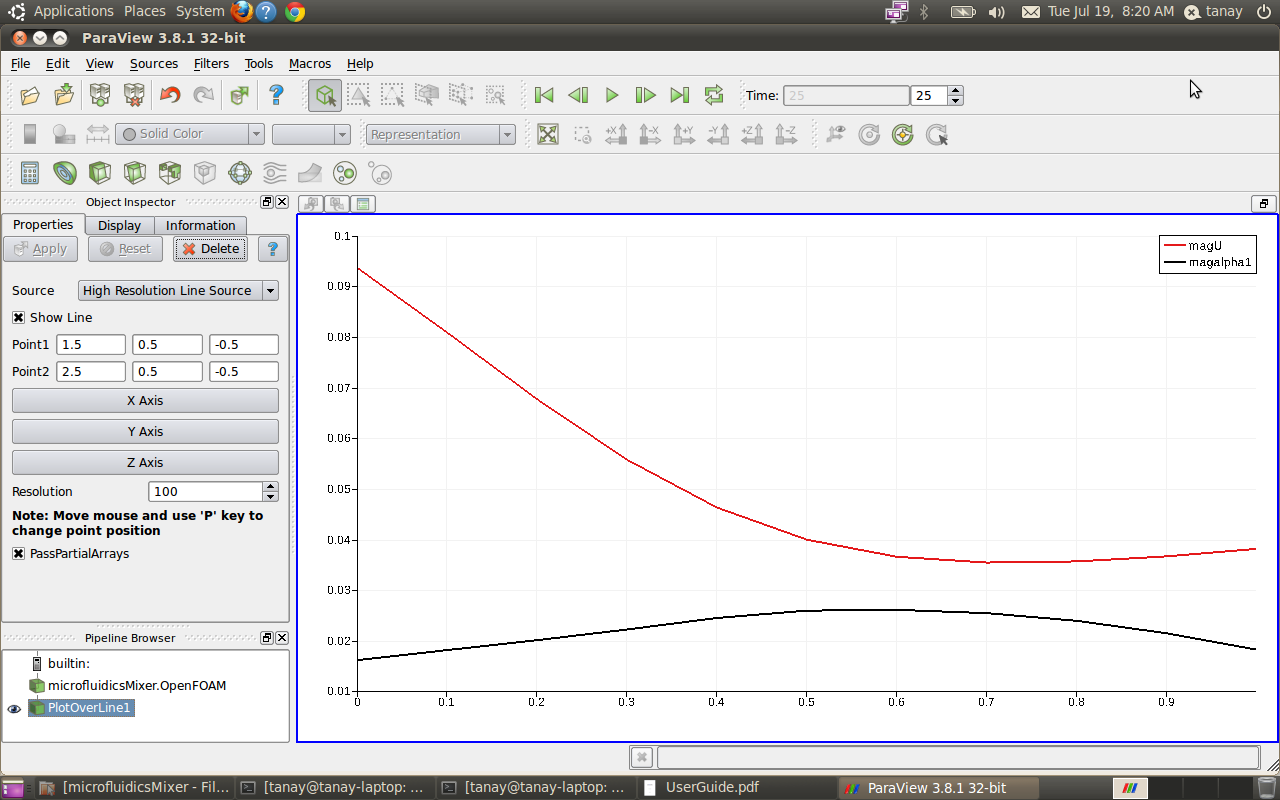 Applications Places System
Tue Jul 19, 8:20 AM tanay
ParaView 3.8.1 32-bit
File Edit View Sources Filters Tools Macros Help
Time: 25 25
Solid Color Representation +X -X +Y -Y +Z -Z
Object Inspector
Properties Display Information
Apply Reset Delete ?
Source High Resolution Line Source
Show Line
Point1 1.5 0.5 -0.5
Point2 2.5 0.5 -0.5
X Axis
Y Axis
Z Axis
Resolution 100
Note: Move mouse and use 'P' key to
change point position
PassPartialArrays
Pipeline Browser
builtin:
microfluidicsMixer.OpenFOAM
PlotOverLine1
magU
magalpha1
0.1
0.09
0.08
0.07
0.06
0.05
0.04
0.03
0.02
0.01
0 0.1 0.2 0.3 0.4 0.5 0.6 0.7 0.8 0.9
[microfluidicsMixer - Fil... [tanay@tanay-laptop: ... [tanay@tanay-laptop: ... UserGuide.pdf ParaView 3.8.1 32-bit